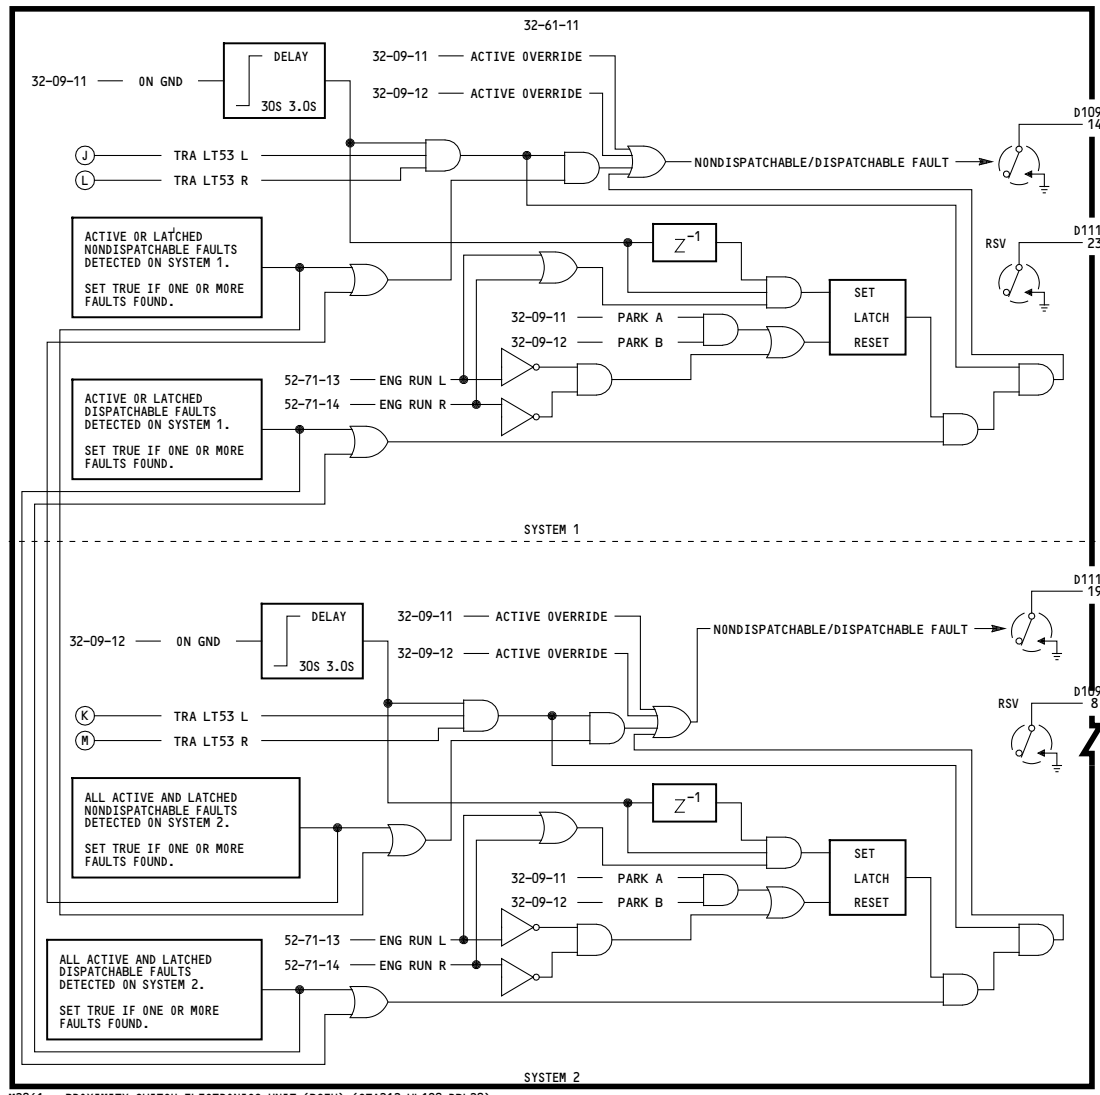 32-61-11
DELAY
30S 3.0S
32-09-11
ON GND
32-09-11
ACTIVE OVERRIDE
32-09-12
ACTIVE OVERRIDE
D109
14
J
TRA LT53 L
L
TRA LT53 R
NONDISPATCHABLE/DISPATCHABLE FAULT
ACTIVE OR LATCHED
NONDISPATCHABLE FAULTS
DETECTED ON SYSTEM 1.
SET TRUE IF ONE OR MORE
FAULTS FOUND.
Z-1
RSV
D111
23
32-09-11
PARK A
32-09-12
PARK B
SET
LATCH
RESET
52-71-13
ENG RUN L
52-71-14
ENG RUN R
ACTIVE OR LATCHED
DISPATCHABLE FAULTS
DETECTED ON SYSTEM 1.
SET TRUE IF ONE OR MORE
FAULTS FOUND.
SYSTEM 1
DELAY
30S 3.0S
32-09-12
ON GND
32-09-11
ACTIVE OVERRIDE
32-09-12
ACTIVE OVERRIDE
D111
19
NONDISPATCHABLE/DISPATCHABLE FAULT
K
TRA LT53 L
M
TRA LT53 R
RSV
D109
8
ALL ACTIVE AND LATCHED
NONDISPATCHABLE FAULTS
DETECTED ON SYSTEM 2.
SET TRUE IF ONE OR MORE
FAULTS FOUND.
Z-1
32-09-11
PARK A
32-09-12
PARK B
SET
LATCH
RESET
52-71-13
ENG RUN L
52-71-14
ENG RUN R
ALL ACTIVE AND LATCHED
DISPATCHABLE FAULTS
DETECTED ON SYSTEM 2.
SET TRUE IF ONE OR MORE
FAULTS FOUND.
SYSTEM 2